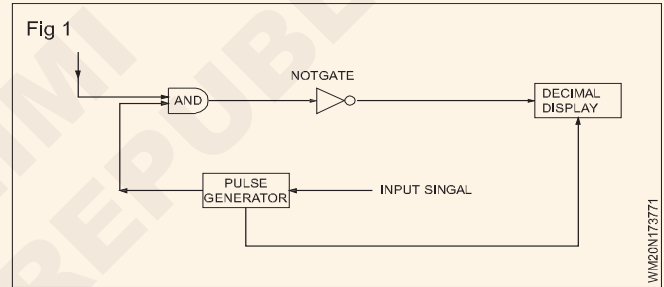 Fig 1
NOTGATE
AND
DECIMAL
DISPLAY
PULSE
GENERATOR
INPUT SINGAL
WM20N173771